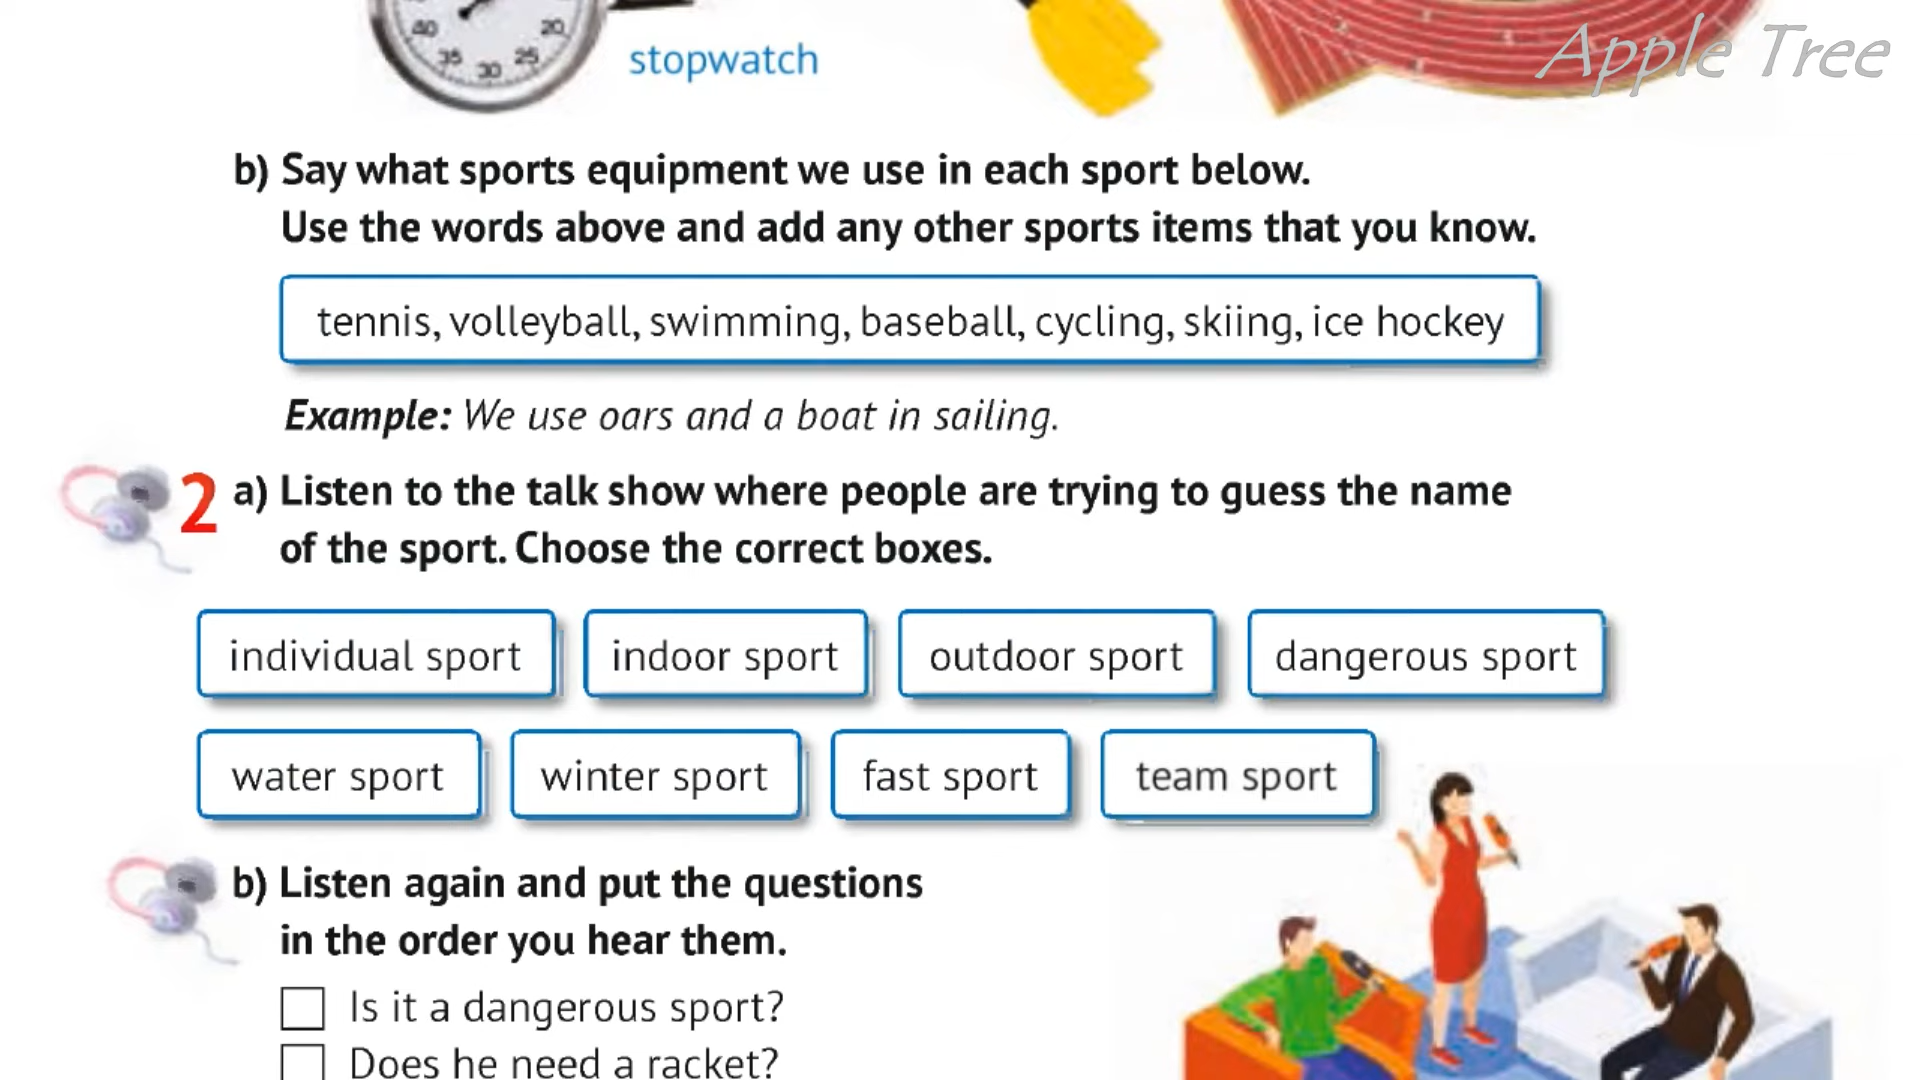 40
20
35
25
30
stopwatch
Apple Tree
b) Say what sports equipment we use in each sport below.
Use the words above and add any other sports items that you know.
tennis, volleyball, swimming, baseball, cycling, skiing, ice hockey
Example: We use oars and a boat in sailing.
2 a) Listen to the talk show where people are trying to guess the name
of the sport. Choose the correct boxes.
individual sport indoor sport outdoor sport dangerous sport
water sport winter sport fast sport team sport
b) Listen again and put the questions
in the order you hear them.
Is it a dangerous sport?
Does he need a racket?